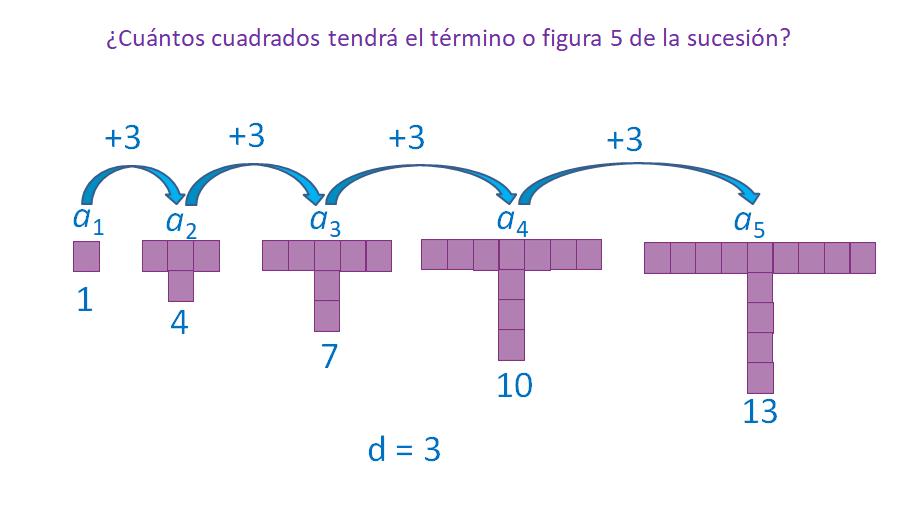 ¿Cuántos cuadrados tendrá el término o figura 5 de la sucesión?
+3 +3 +3 +3
a₁ a₂ a₃ a₄ a₅
1 4 7 10 13
d = 3